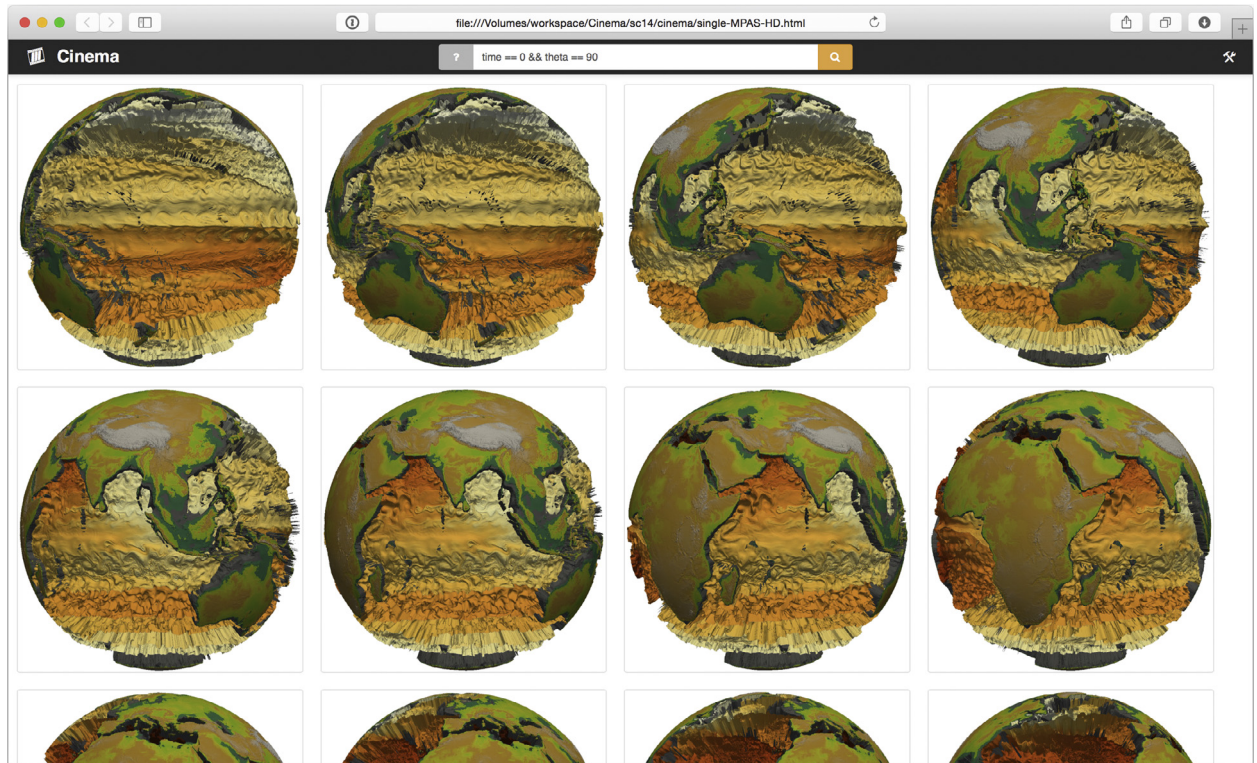 file:///Volumes/workspace/Cinema/sc14/cinema/single-MPAS-HD.html
Cinema
? time == 0 && theta == 90